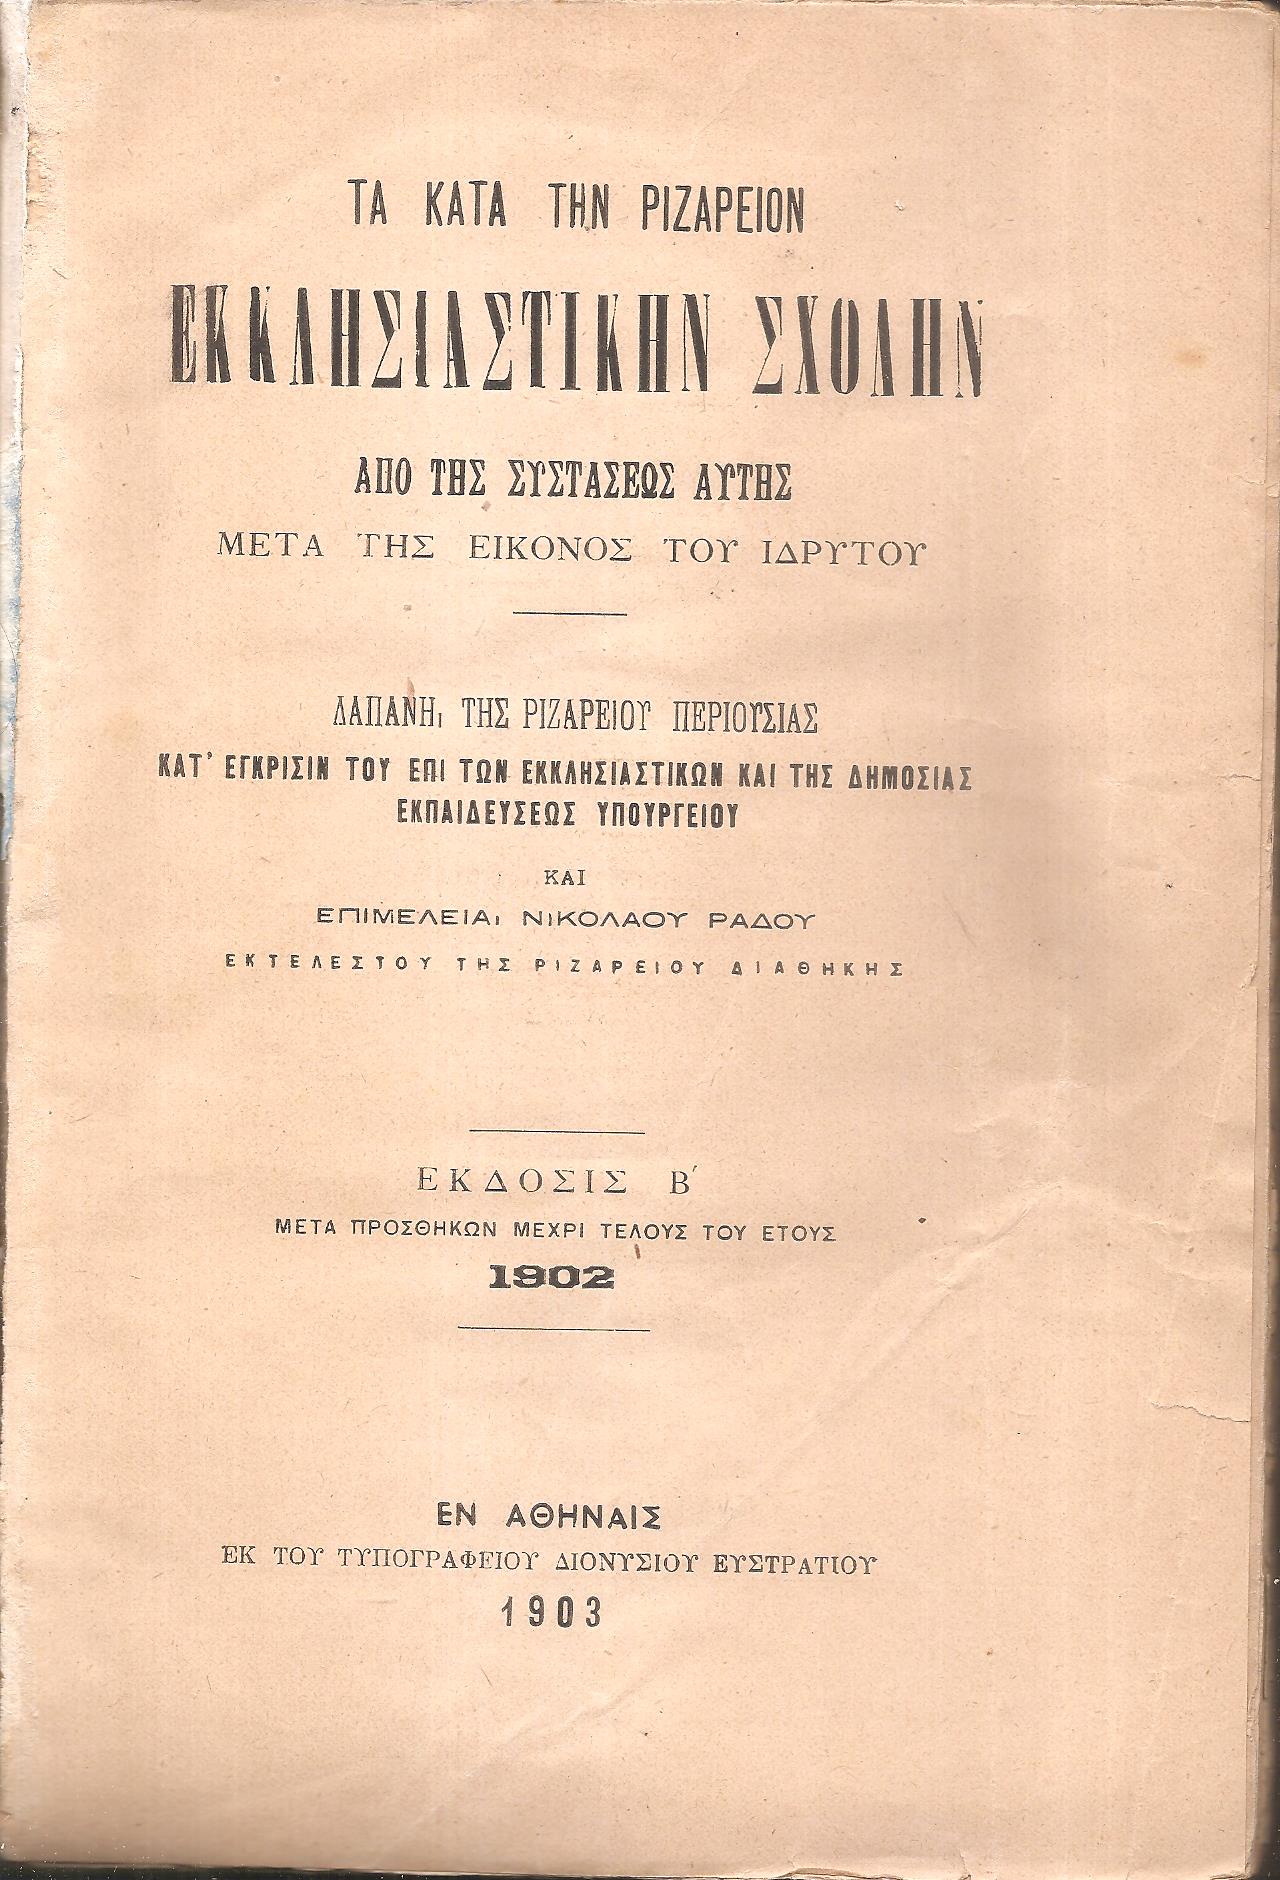 ΤΑ ΚΑΤΑ ΤΗΝ ΡΙΖΑΡΕΙΟΝ
ΕΚΚΛΗΣΙΑΣΤΙΚΗΝ ΣΧΟΛΗΝ
ΑΠΟ ΤΗΣ ΣΥΣΤΑΣΕΩΣ ΑΥΤΗΣ
ΜΕΤΑ ΤΗΣ ΕΙΚΟΝΟΣ ΤΟΥ ΙΔΡΥΤΟΥ
ΔΑΠΑΝΗι ΤΗΣ ΡΙΖΑΡΕΙΟΥ ΠΕΡΙΟΥΣΙΑΣ
ΚΑΤ' ΕΓΚΡΙΣΙΝ ΤΟΥ ΕΠΙ ΤΩΝ ΕΚΚΛΗΣΙΑΣΤΙΚΩΝ ΚΑΙ ΤΗΣ ΔΗΜΟΣΙΑΣ
ΕΚΠΑΙΔΕΥΣΕΩΣ ΥΠΟΥΡΓΕΙΟΥ
ΚΑΙ
ΕΠΙΜΕΛΕΙΑι ΝΙΚΟΛΑΟΥ ΡΑΔΟΥ
ΕΚΤΕΛΕΣΤΟΥ ΤΗΣ ΡΙΖΑΡΕΙΟΥ ΔΙΑΘΗΚΗΣ
ΕΚΔΟΣΙΣ Β΄
ΜΕΤΑ ΠΡΟΣΘΗΚΩΝ ΜΕΧΡΙ ΤΕΛΟΥΣ ΤΟΥ ΕΤΟΥΣ
1902
ΕΝ ΑΘΗΝΑΙΣ
ΕΚ ΤΟΥ ΤΥΠΟΓΡΑΦΕΙΟΥ ΔΙΟΝΥΣΙΟΥ ΕΥΣΤΡΑΤΙΟΥ
1903